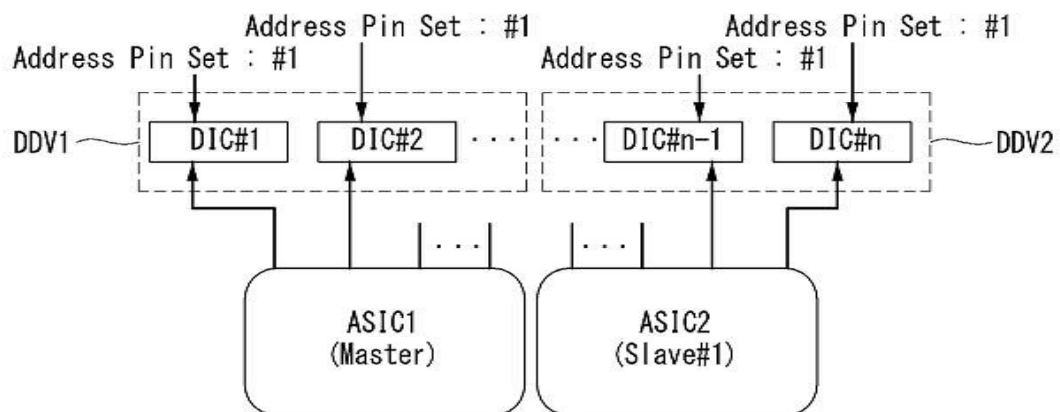 Address Pin Set : #1
Address Pin Set : #1
Address Pin Set : #1
Address Pin Set : #1
DDV1
DIC#1
DIC#2
...
...
DIC#n-1
DIC#n
DDV2
...
...
ASIC1
(Master)
ASIC2
(Slave#1)